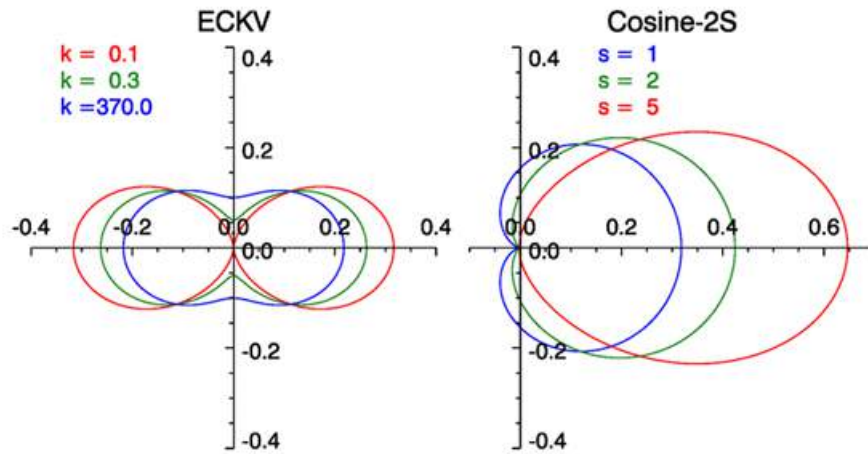 ECKV
k = 0.1
k = 0.3
k =370.0
0.4
0.2
-0.4 -0.2 0.0 0.2 0.4
0.0
-0.2
-0.4
Cosine-2S
s = 1
s = 2
s = 5
0.4
0.2
0.0 0.2 0.4 0.6
0.0
-0.2
-0.4